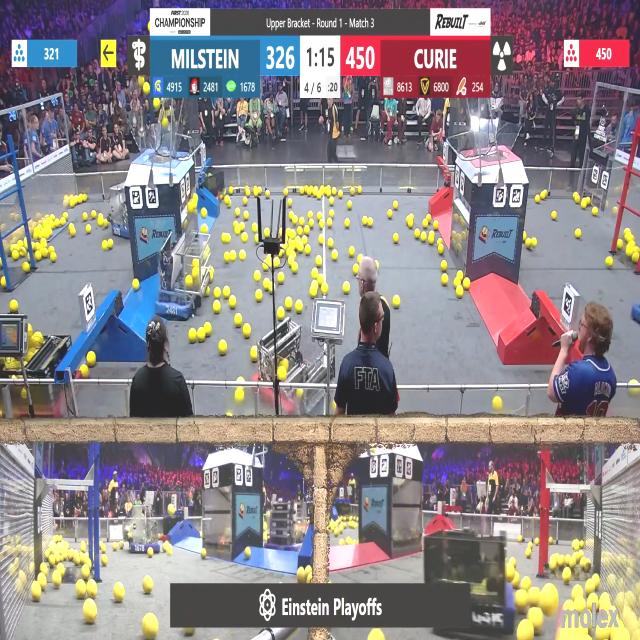 FIRST
CHAMPIONSHIP
Upper Bracket - Round 1 - Match 3
REBUILT
321
MILSTEIN
326
1:15
450
CURIE
450
4915
2481
1678
4 / 6
:20
8613
6800
254
REBUILT
REBUILT
2481
FTA
Einstein Playoffs
molex